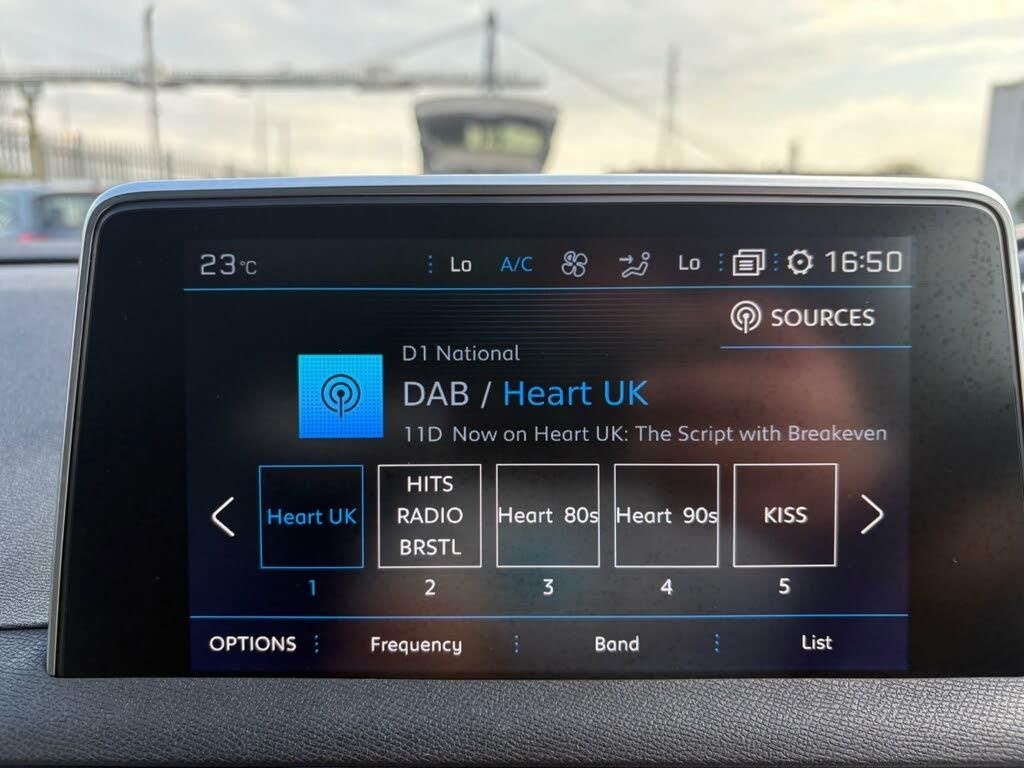 23°C Lo A/C Lo 16:50
SOURCES
D1 National
DAB / Heart UK
11D Now on Heart UK: The Script with Breakeven
Heart UK
HITS
RADIO
BRSTL
Heart 80s
Heart 90s
KISS
1 2 3 4 5
OPTIONS Frequency Band List